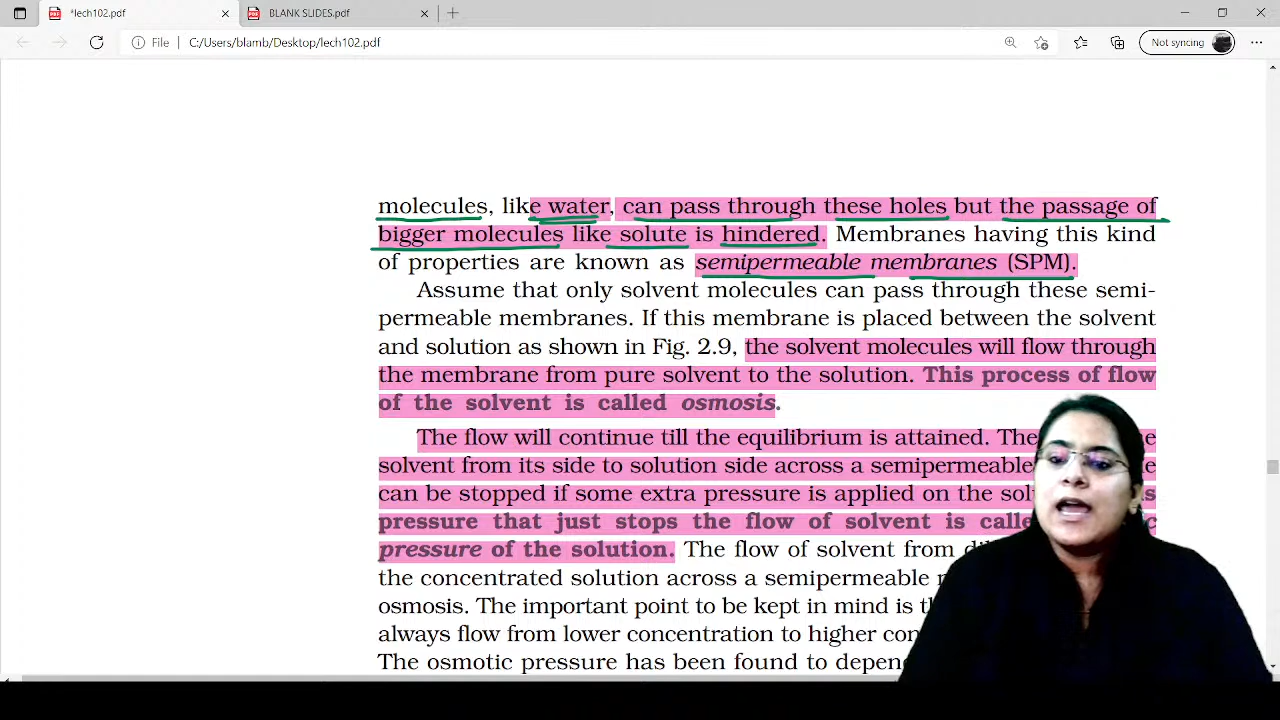 *lech102.pdf
BLANK SLIDES.pdf
File
C:/Users/blamb/Desktop/lech102.pdf
Not syncing
molecules, like water, can pass through these holes but the passage of
bigger molecules like solute is hindered. Membranes having this kind
of properties are known as semipermeable membranes (SPM).
Assume that only solvent molecules can pass through these semi-
permeable membranes. If this membrane is placed between the solvent
and solution as shown in Fig. 2.9, the solvent molecules will flow through
the membrane from pure solvent to the solution. This process of flow
of the solvent is called osmosis.
The flow will continue till the equilibrium is attained.
solvent from its side to solution side across a semipermeable
can be stopped if some extra pressure is applied on the
pressure that just stops the flow of solvent is
pressure of the solution. The flow of solvent from
the concentrated solution across a semipermeable
osmosis. The important point to be kept in mind is
always flow from lower concentration to higher
The osmotic pressure has been found to